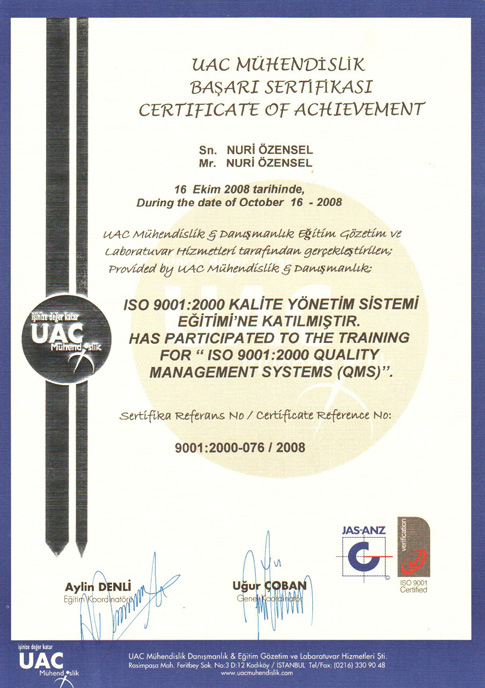 UAC MÜHENDİSLİK
BAŞARI SERTİFİKASI
CERTIFICATE OF ACHIEVEMENT
Sn. NURİ ÖZENSEL
Mr. NURİ ÖZENSEL
16 Ekim 2008 tarihinde,
During the date of October 16 - 2008
UAC Mühendislik & Danışmanlık Eğitim Gözetim ve
Laboratuvar Hizmetleri tarafından gerçekleştirilen;
Provided by UAC Mühendislik & Danışmanlık;
ISO 9001:2000 KALİTE YÖNETİM SİSTEMİ
EĞİTİMİ'NE KATILMIŞTIR.
HAS PARTICIPATED TO THE TRAINING
FOR “ ISO 9001:2000 QUALITY
MANAGEMENT SYSTEMS (QMS)”.
işinize değer katar
UAC
Mühendislik
Sertifika Referans No / Certificate Reference No:
9001:2000-076 / 2008
JAS-ANZ
verification
ISO 9001
Certified
Aylin DENLİ
Eğitim Koordinatörü
Uğur ÇOBAN
Genel Koordinatör
işinize değer katar
UAC
Mühendislik
UAC Mühendislik Danışmanlık & Eğitim Gözetim ve Labaratuvar Hizmetleri Şti.
Rasimpaşa Mah. Feritbey Sok. No:3 D:12 Kadıköy / İSTANBUL Tel/Fax: (0216) 330 90 48
www.uacmuhendislik.com